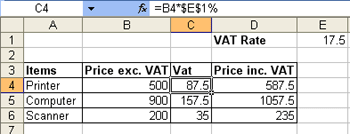 C4 fx =B4*$E$1%
A B C D E
1 VAT Rate 17.5
2
3 Items Price exc. VAT Vat Price inc. VAT
4 Printer 500 87.5 587.5
5 Computer 900 157.5 1057.5
6 Scanner 200 35 235
7